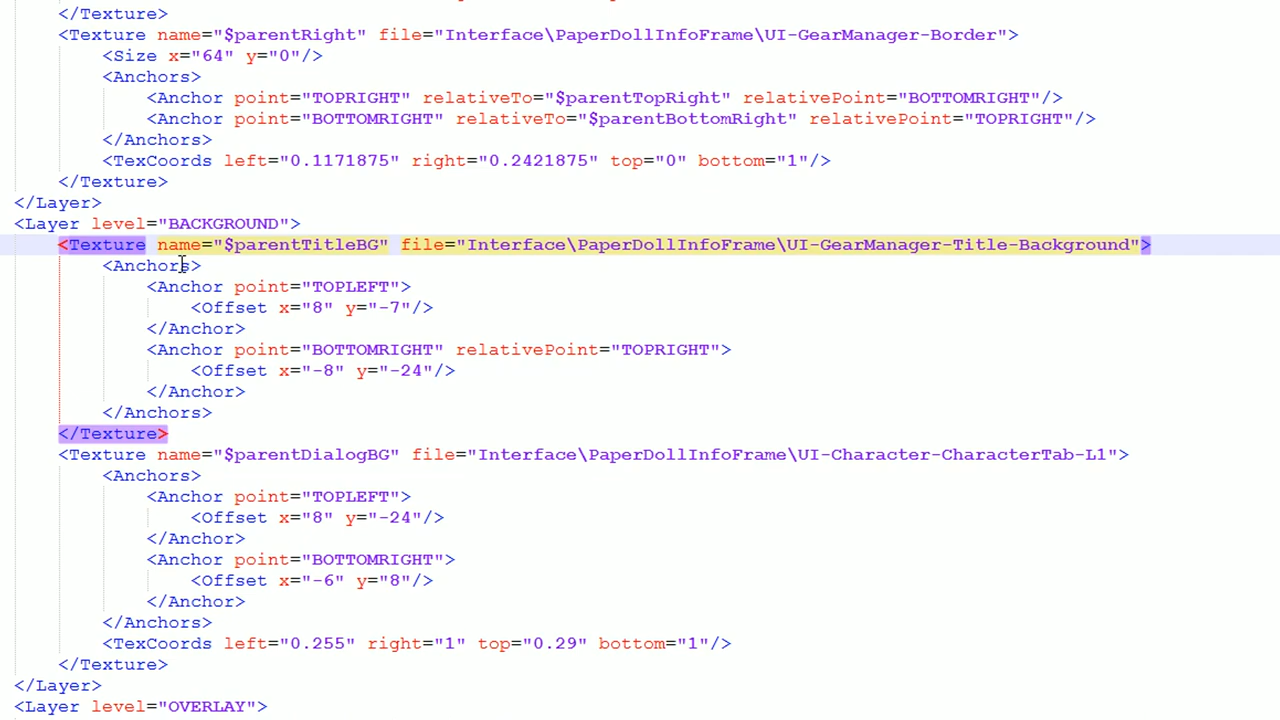 </Texture>
<Texture name="$parentRight" file="Interface\PaperDollInfoFrame\UI-GearManager-Border">
<Size x="64" y="0"/>
<Anchors>
<Anchor point="TOPRIGHT" relativeTo="$parentTopRight" relativePoint="BOTTOMRIGHT"/>
<Anchor point="BOTTOMRIGHT" relativeTo="$parentBottomRight" relativePoint="TOPRIGHT"/>
</Anchors>
<TexCoords left="0.1171875" right="0.2421875" top="0" bottom="1"/>
</Texture>
</Layer>
<Layer level="BACKGROUND">
<Texture name="$parentTitleBG" file="Interface\PaperDollInfoFrame\UI-GearManager-Title-Background">
<Anchors>
<Anchor point="TOPLEFT">
<Offset x="8" y="-7"/>
</Anchor>
<Anchor point="BOTTOMRIGHT" relativePoint="TOPRIGHT">
<Offset x="-8" y="-24"/>
</Anchor>
</Anchors>
</Texture>
<Texture name="$parentDialogBG" file="Interface\PaperDollInfoFrame\UI-Character-CharacterTab-L1">
<Anchors>
<Anchor point="TOPLEFT">
<Offset x="8" y="-24"/>
</Anchor>
<Anchor point="BOTTOMRIGHT">
<Offset x="-6" y="8"/>
</Anchor>
</Anchors>
<TexCoords left="0.255" right="1" top="0.29" bottom="1"/>
</Texture>
</Layer>
<Layer level="OVERLAY">